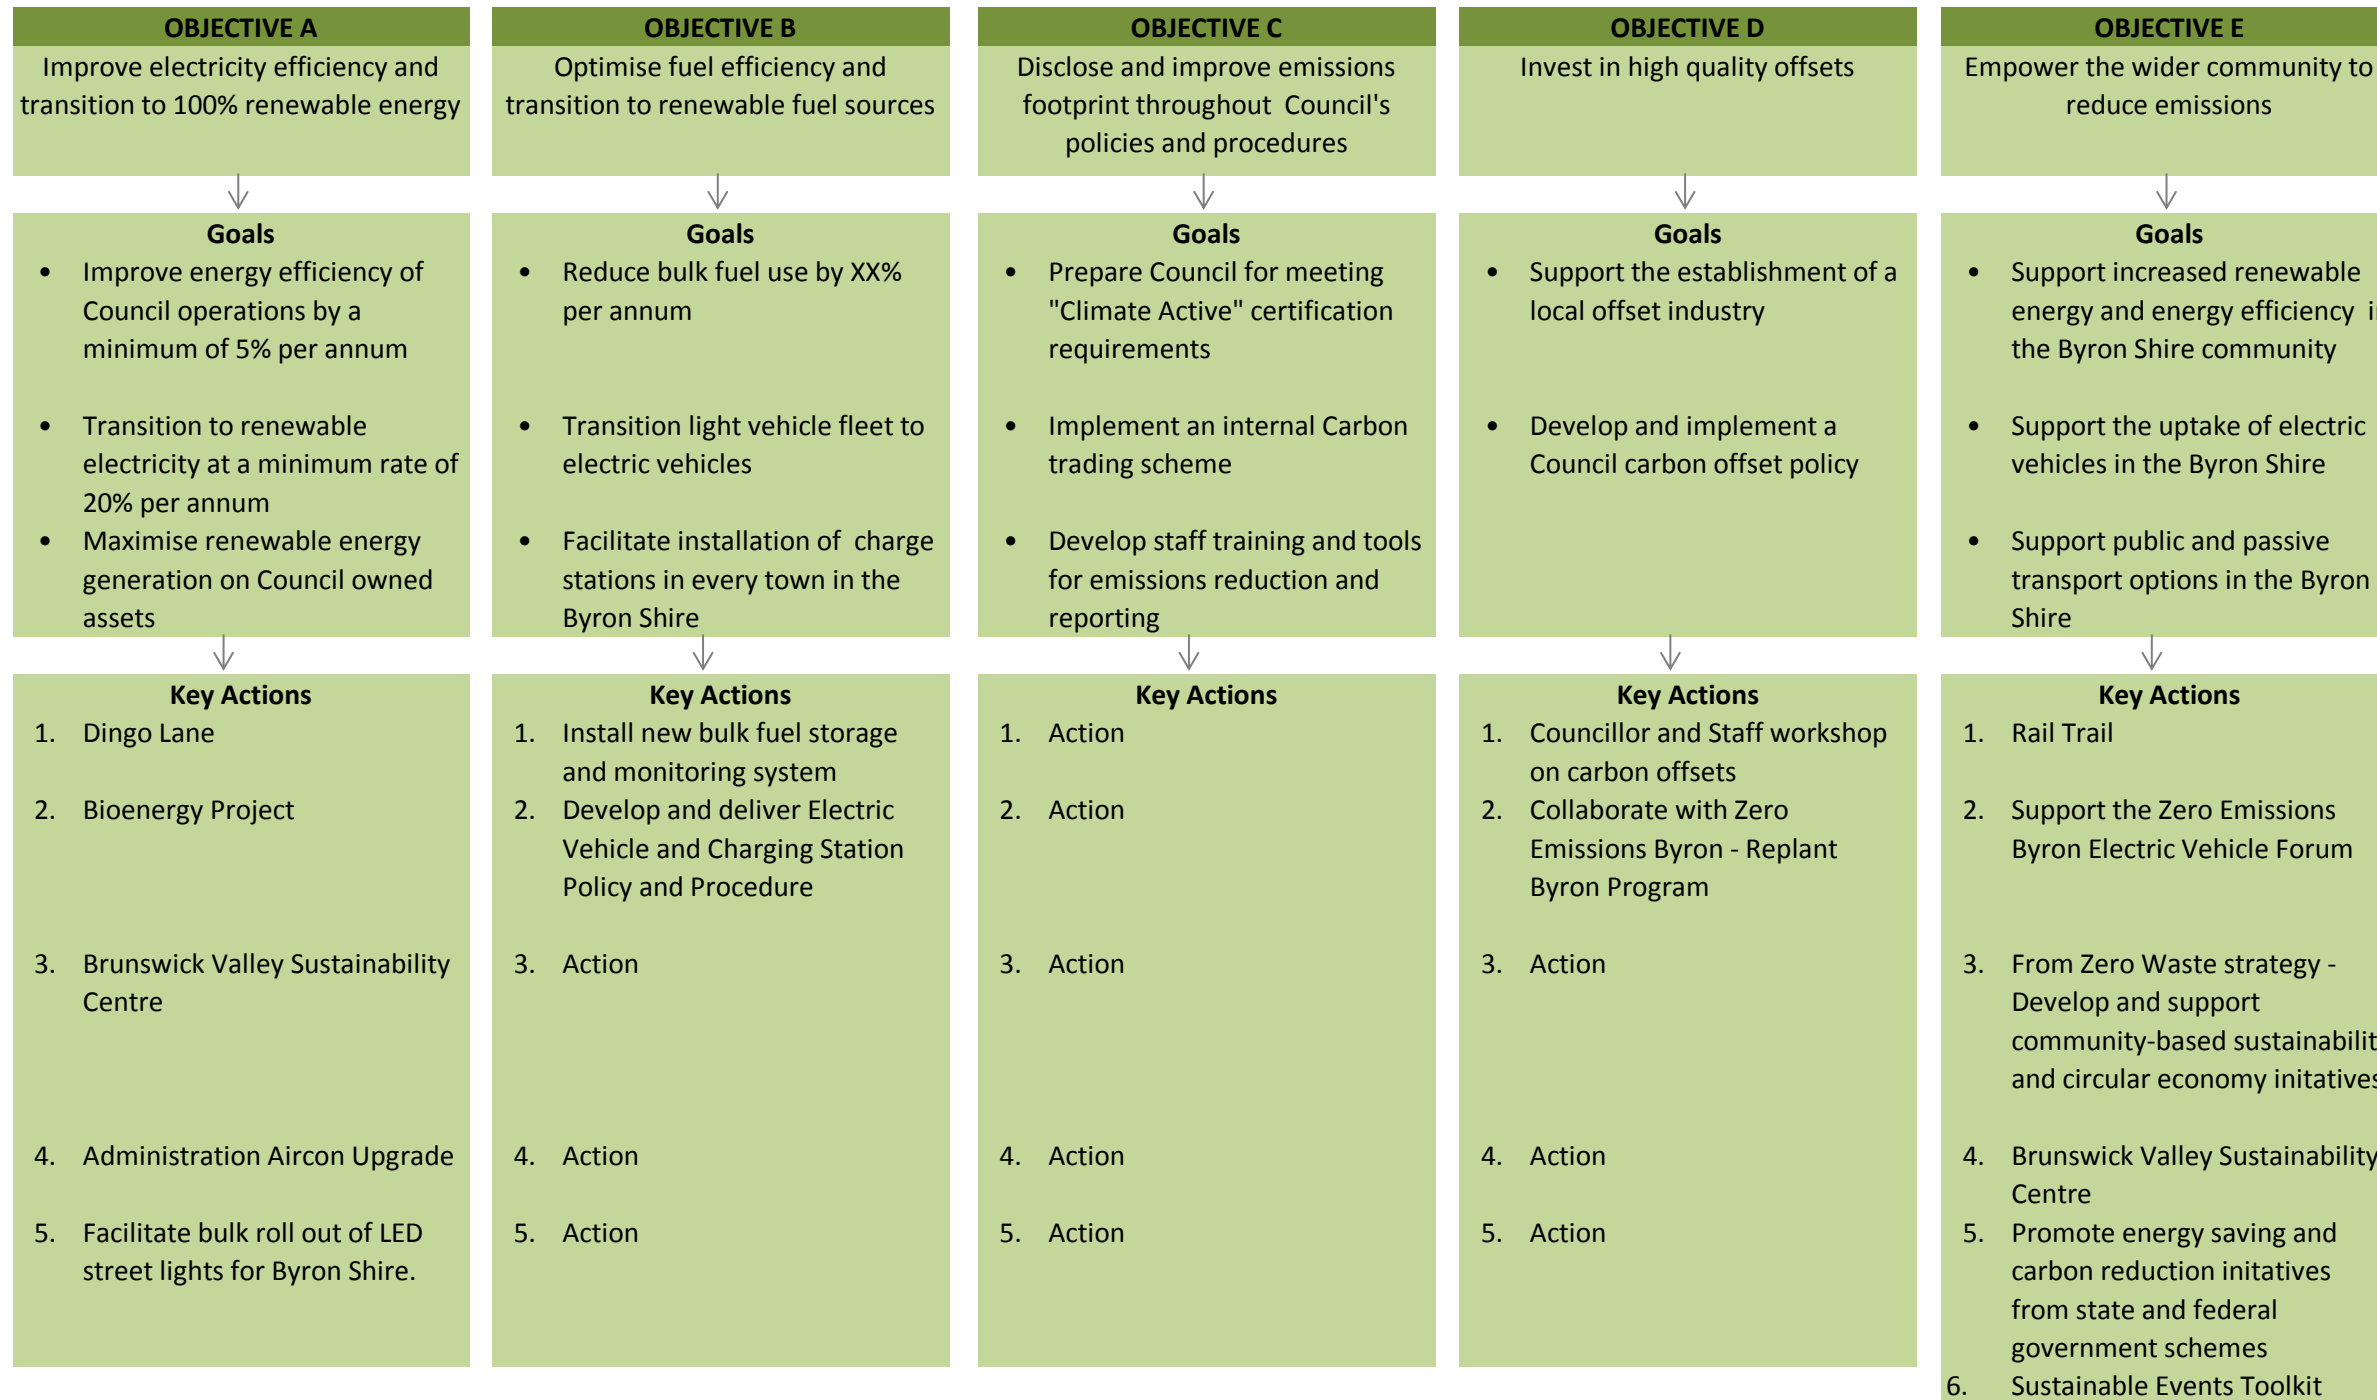 OBJECTIVE A
Improve electricity efficiency and
transition to 100% renewable energy
Goals
• Improve energy efficiency of
Council operations by a
minimum of 5% per annum
• Transition to renewable
electricity at a minimum rate of
20% per annum
• Maximise renewable energy
generation on Council owned
assets
Key Actions
1. Dingo Lane
2. Bioenergy Project
3. Brunswick Valley Sustainability
Centre
4. Administration Aircon Upgrade
5. Facilitate bulk roll out of LED
street lights for Byron Shire.
OBJECTIVE B
Optimise fuel efficiency and
transition to renewable fuel sources
Goals
• Reduce bulk fuel use by XX%
per annum
• Transition light vehicle fleet to
electric vehicles
• Facilitate installation of charge
stations in every town in the
Byron Shire
Key Actions
1. Install new bulk fuel storage
and monitoring system
2. Develop and deliver Electric
Vehicle and Charging Station
Policy and Procedure
3. Action
4. Action
5. Action
OBJECTIVE C
Disclose and improve emissions
footprint throughout Council's
policies and procedures
Goals
• Prepare Council for meeting
"Climate Active" certification
requirements
• Implement an internal Carbon
trading scheme
• Develop staff training and tools
for emissions reduction and
reporting
Key Actions
1. Action
2. Action
3. Action
4. Action
5. Action
OBJECTIVE D
Invest in high quality offsets
Goals
• Support the establishment of a
local offset industry
• Develop and implement a
Council carbon offset policy
Key Actions
1. Councillor and Staff workshop
on carbon offsets
2. Collaborate with Zero
Emissions Byron - Replant
Byron Program
3. Action
4. Action
5. Action
OBJECTIVE E
Empower the wider community to
reduce emissions
Goals
• Support increased renewable
energy and energy efficiency i
the Byron Shire community
• Support the uptake of electric
vehicles in the Byron Shire
• Support public and passive
transport options in the Byron
Shire
Key Actions
1. Rail Trail
2. Support the Zero Emissions
Byron Electric Vehicle Forum
3. From Zero Waste strategy -
Develop and support
community-based sustainabilit
and circular economy initatives
4. Brunswick Valley Sustainability
Centre
5. Promote energy saving and
carbon reduction initatives
from state and federal
government schemes
6. Sustainable Events Toolkit